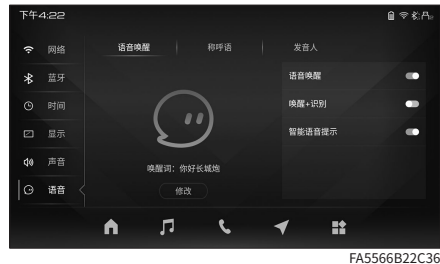 下午4:22
网络
蓝牙
时间
显示
声音
语音
语音唤醒
称呼语
发音人
唤醒词：你好长城炮
修改
语音唤醒
唤醒+识别
智能语音提示
FA5566B22C36